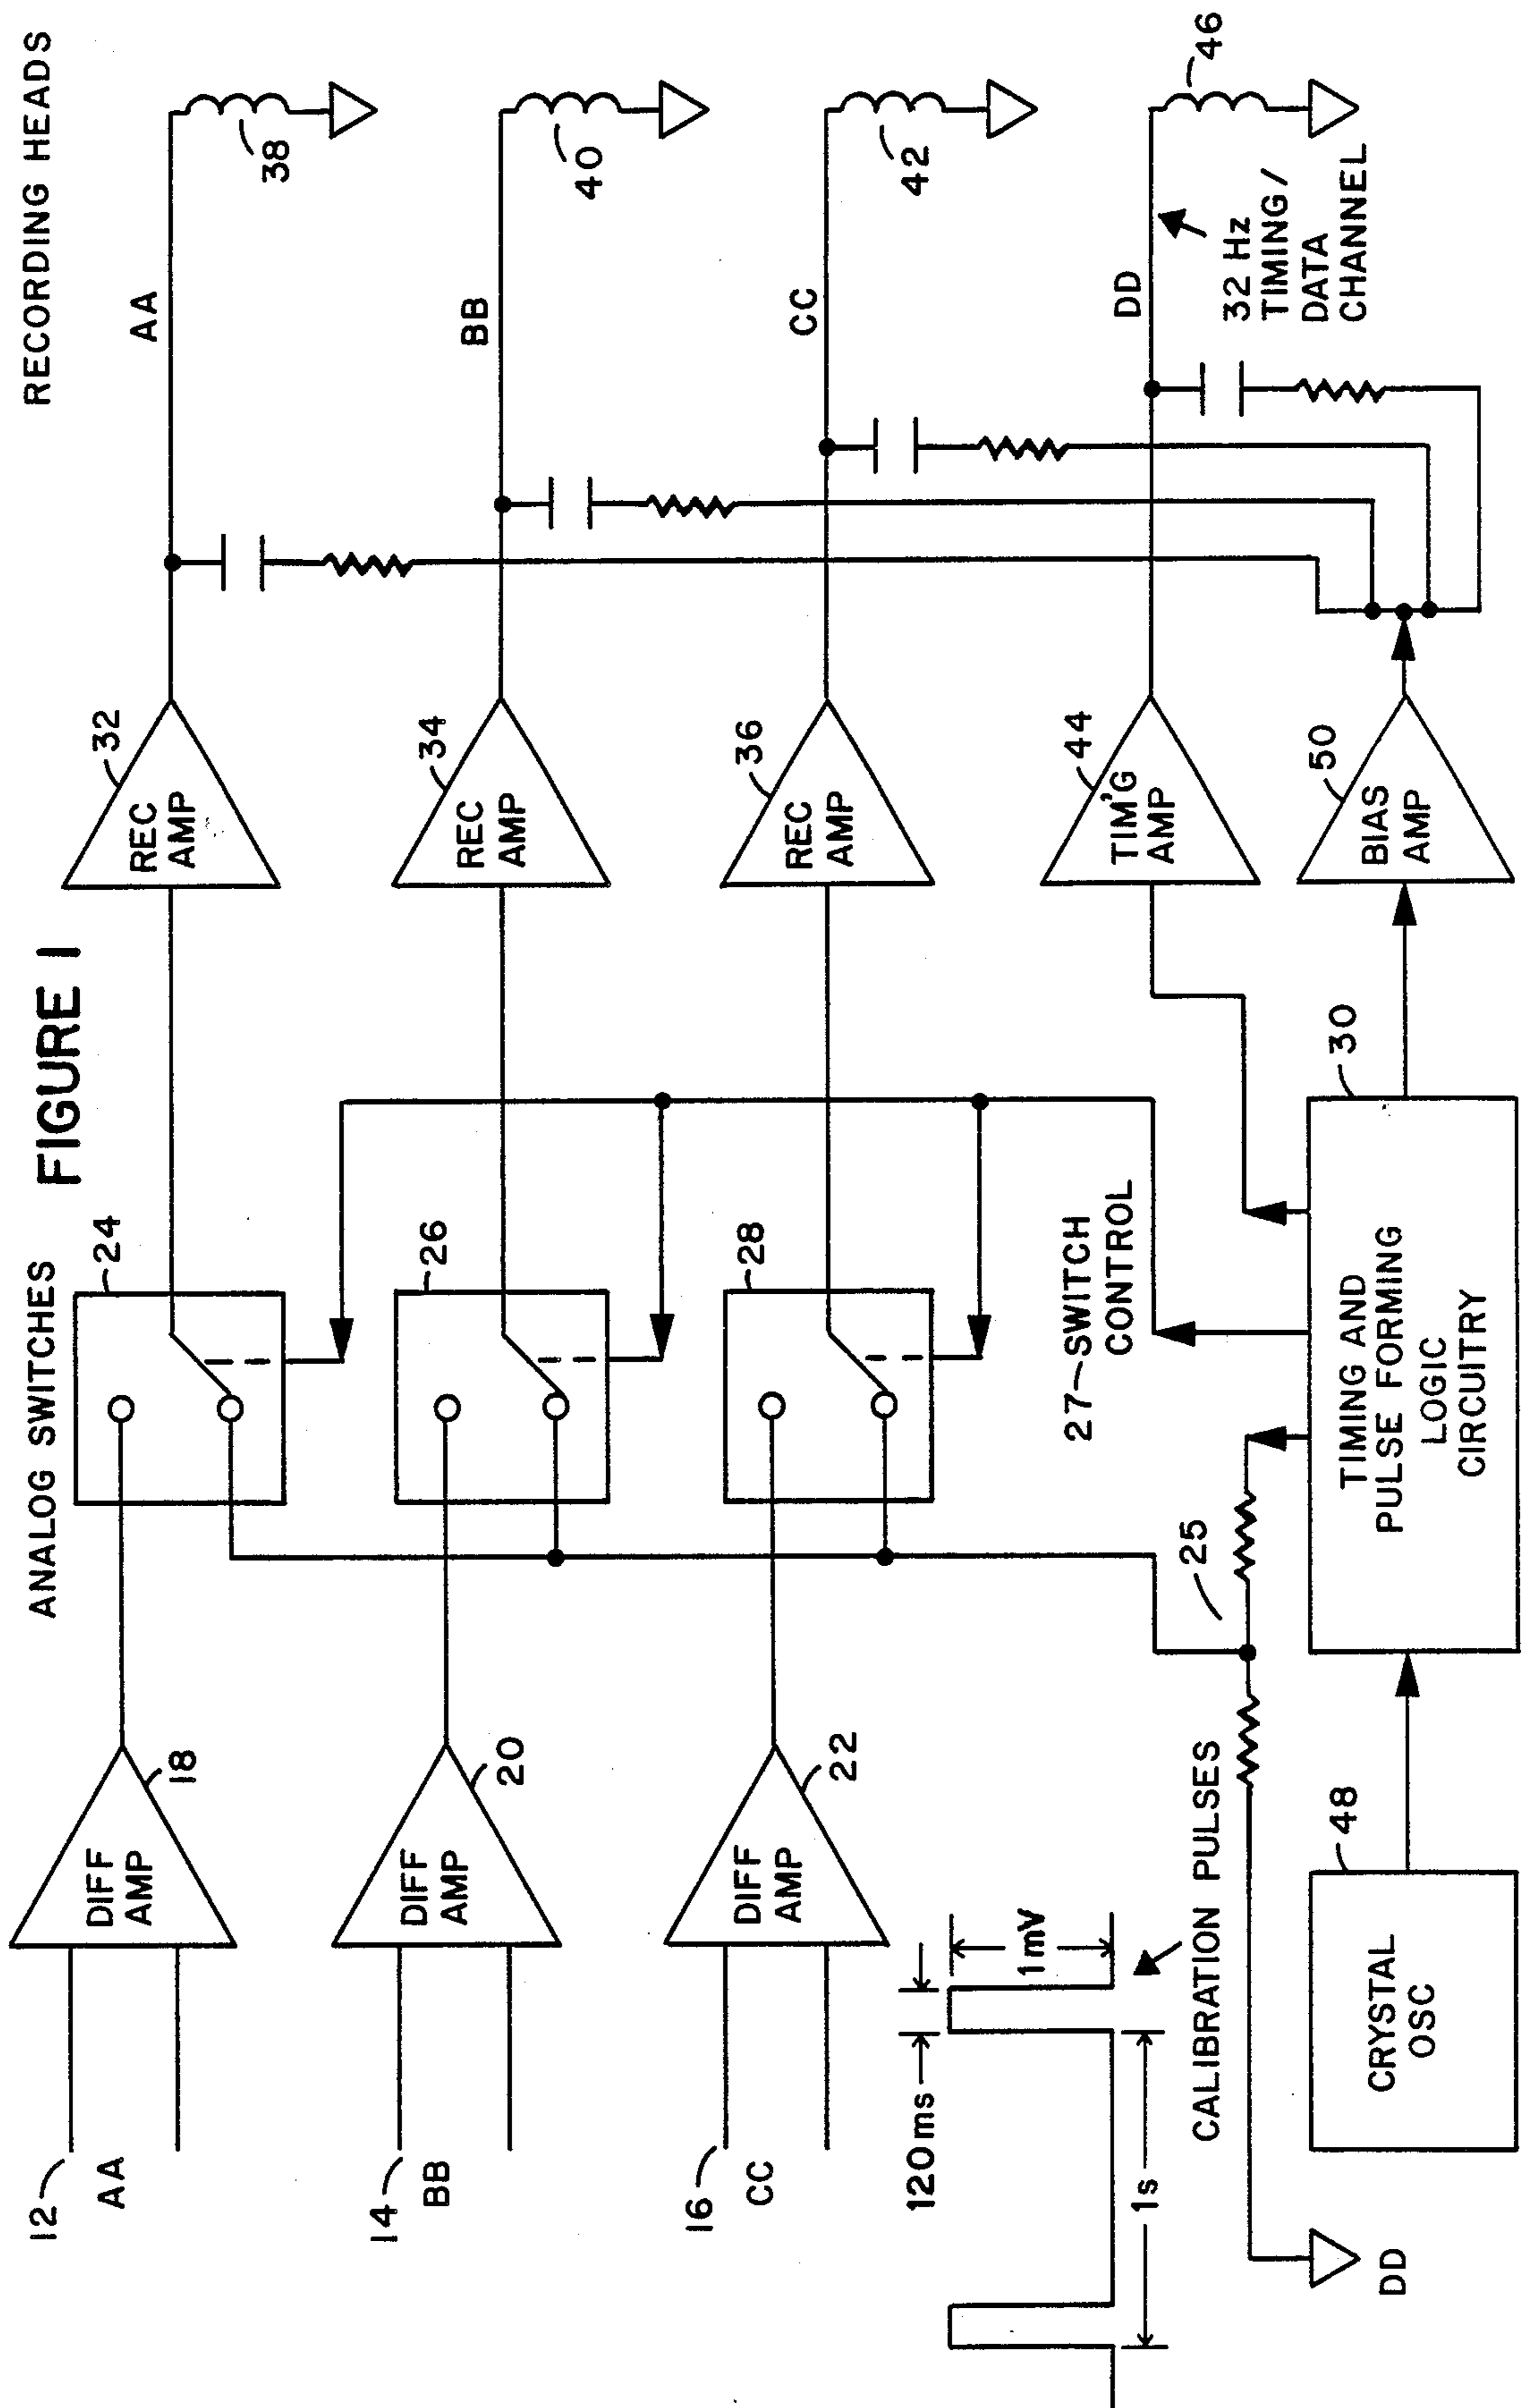 FIGURE 1
ANALOG SWITCHES
RECORDING HEADS
12
AA
DIFF
AMP
18
24
REC
AMP
32
AA
38
14
BB
DIFF
AMP
20
26
REC
AMP
34
BB
40
16
CC
DIFF
AMP
22
28
REC
AMP
36
CC
42
120ms
1mV
1s
CALIBRATION PULSES
25
27-SWITCH
CONTROL
TIM'G
AMP
44
DD
46
32 Hz
TIMING/
DATA
CHANNEL
DD
CRYSTAL
OSC
48
TIMING AND
PULSE FORMING
LOGIC
CIRCUITRY
30
BIAS
AMP
50